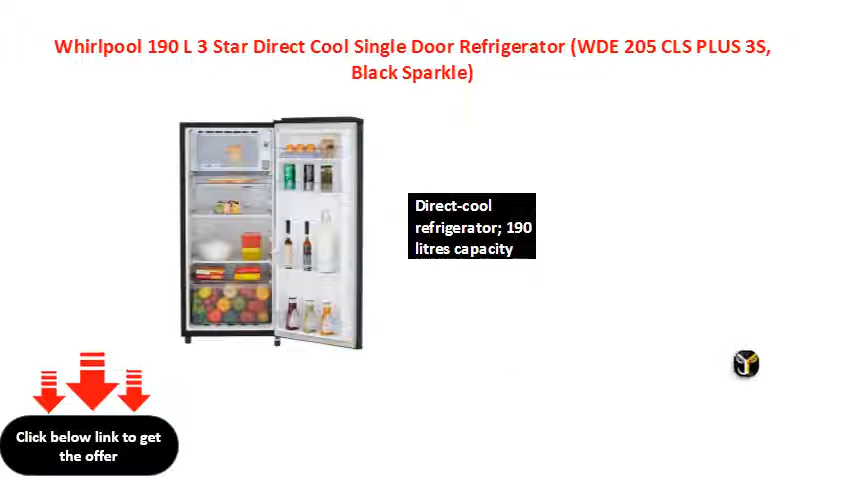 Whirlpool 190 L 3 Star Direct Cool Single Door Refrigerator (WDE 205 CLS PLUS 3S,
Black Sparkle)
Direct-cool
refrigerator; 190
litres capacity
Click below link to get
the offer